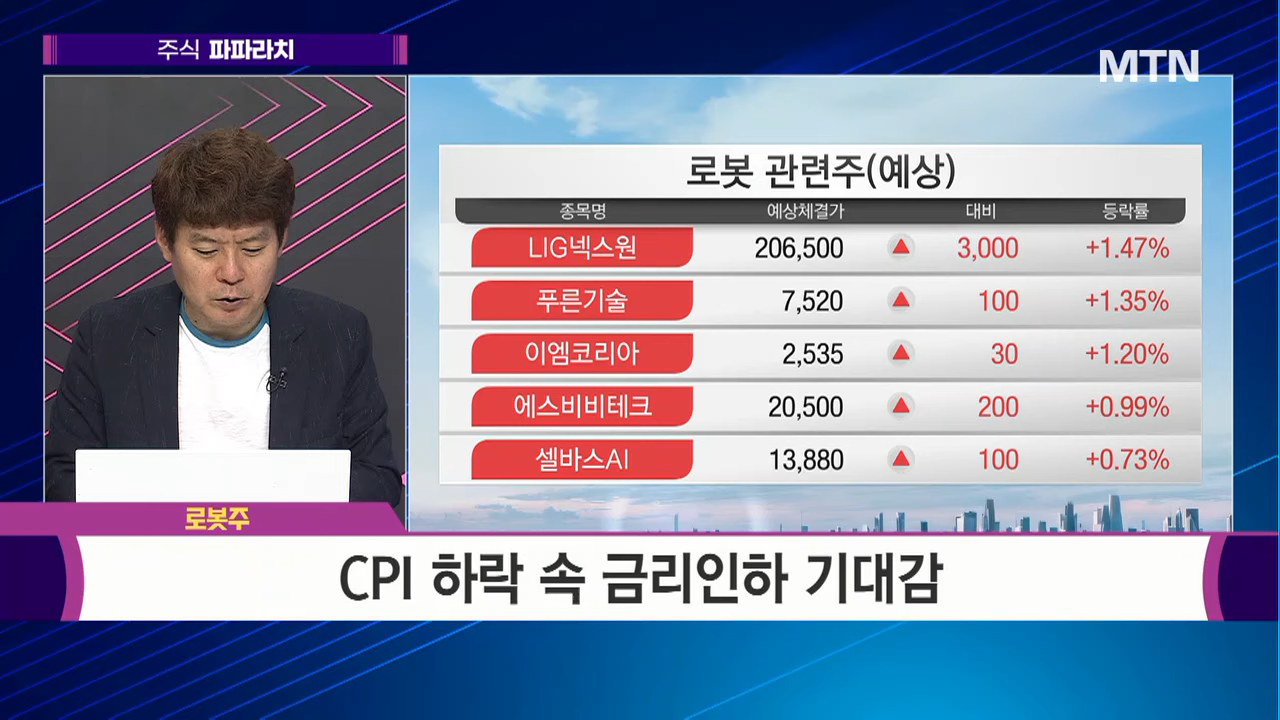 주식 파파라치
MTN
로봇 관련주(예상)
종목명 예상체결가 대비 등락률
LIG넥스원 206,500 ▲ 3,000 +1.47%
푸른기술 7,520 ▲ 100 +1.35%
이엠코리아 2,535 ▲ 30 +1.20%
에스비비테크 20,500 ▲ 200 +0.99%
셀바스AI 13,880 ▲ 100 +0.73%
로봇주
CPI 하락 속 금리인하 기대감